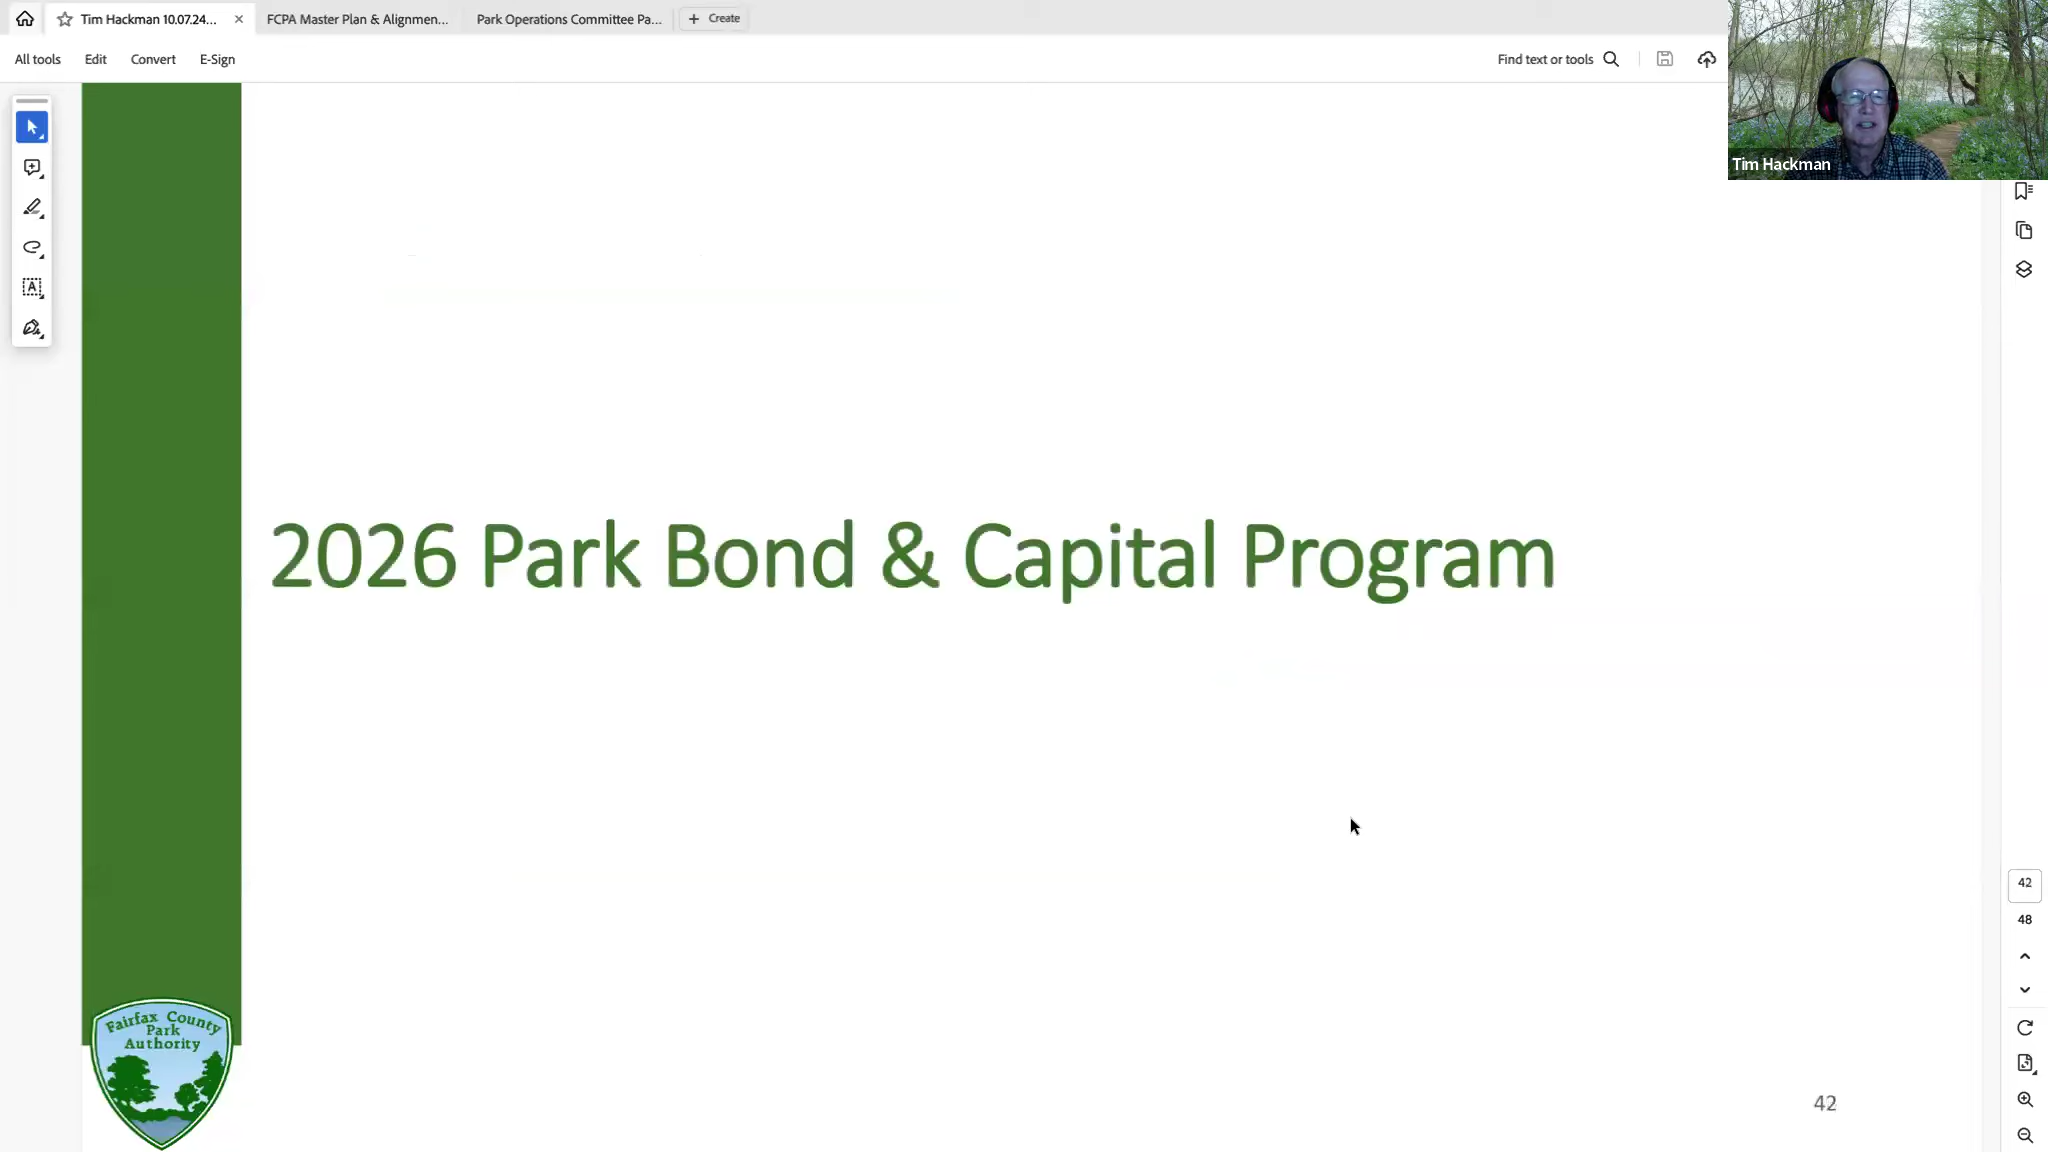 Tim Hackman 10.07.24...
FCPA Master Plan & Alignmen...
Park Operations Committee Pa...
Create
All tools
Edit
Convert
E-Sign
Find text or tools
Tim Hackman
2026 Park Bond & Capital Program
42
48
Fairfax County
Park
Authority
42